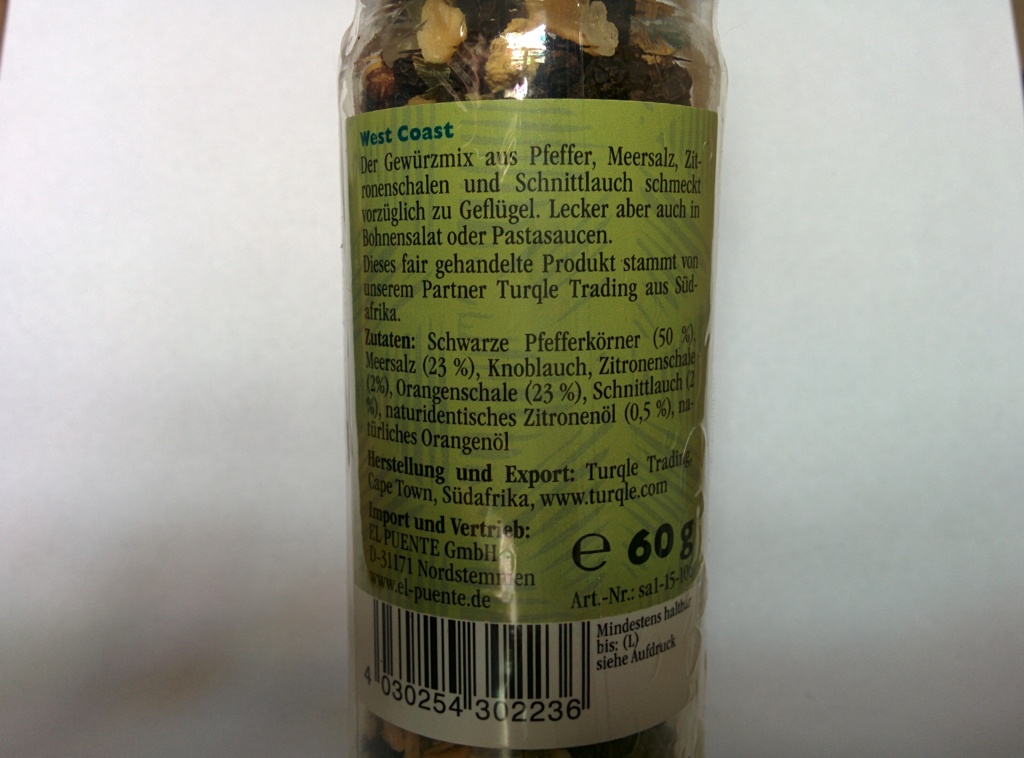 West Coast
Der Gewürzmix aus Pfeffer, Meersalz, Zit-
ronenschalen und Schnittlauch schmeckt
vorzüglich zu Geflügel. Lecker aber auch in
Bohnensalat oder Pastasaucen.
Dieses fair gehandelte Produkt stammt von
unserem Partner Turqle Trading aus Süd-
afrika.
Zutaten: Schwarze Pfefferkörner (50 %),
Meersalz (23 %), Knoblauch, Zitronenschale
(2%), Orangenschale (23 %), Schnittlauch (2
%), naturidentisches Zitronenöl (0,5 %), na-
türliches Orangenöl
Herstellung und Export: Turqle Trading,
Cape Town, Südafrika, www.turqle.com
Import und Vertrieb:
EL PUENTE GmbH
D-31171 Nordstemmen
www.el-puente.de
e 60 g
Art.-Nr.: sa1-15-
Mindestens haltbar
bis: (L)
siehe Aufdruck
4 030254 302236